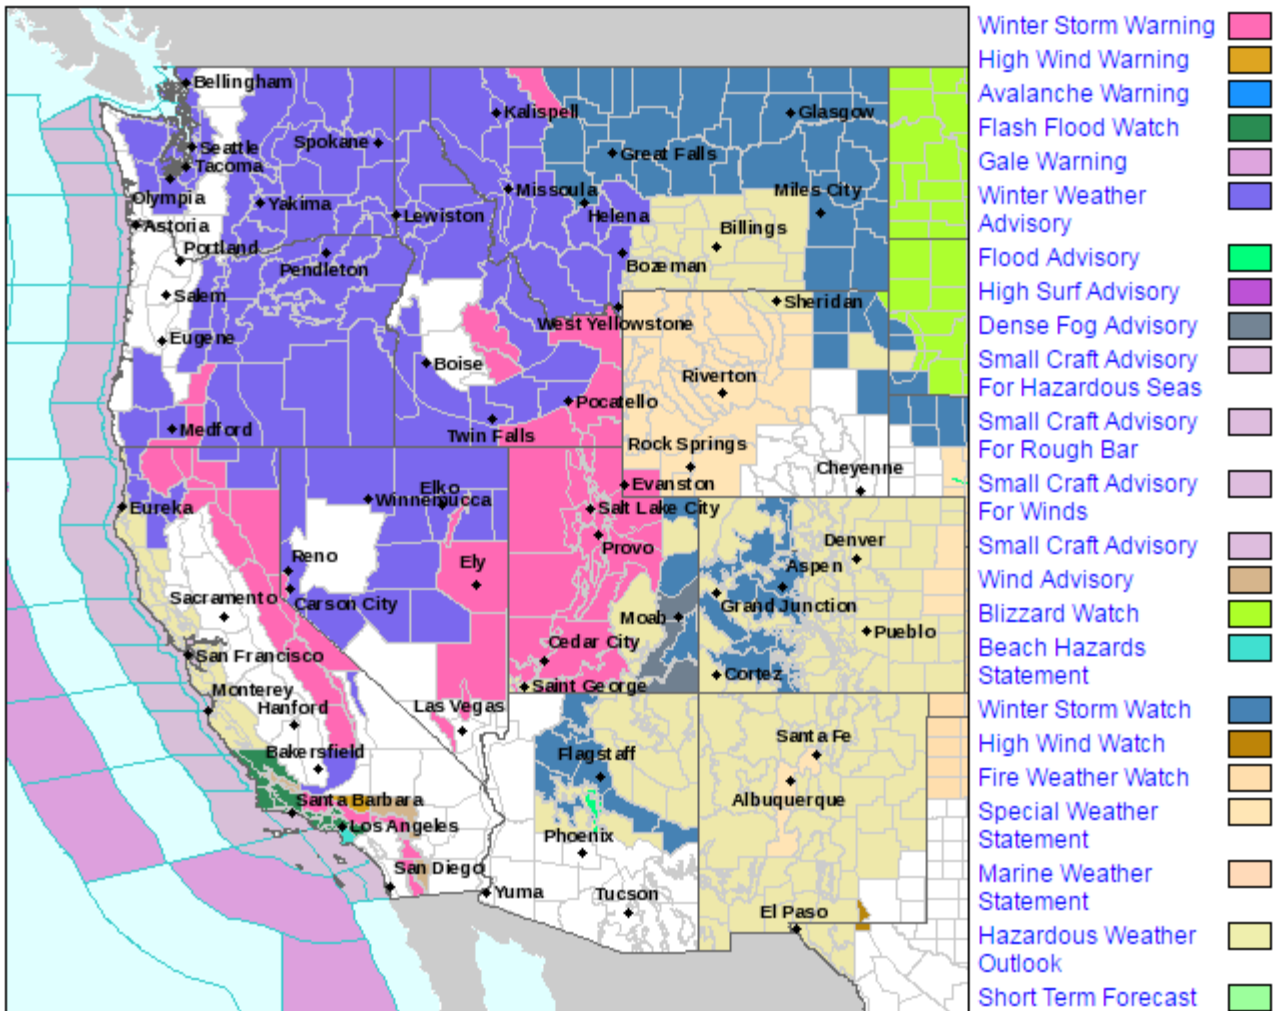 Bellingham
Kalispell
Glasgow
Seattle
Spokane
Great Falls
Tacoma
Missoula
Miles City
Olympia
Yakima
Lewiston
Helena
Astoria
Billings
Portland
Pendleton
Bozeman
Salem
Sheridan
West Yellowstone
Eugene
Boise
Riverton
Pocatello
Medford
Twin Falls
Rock Springs
Cheyenne
Evanston
Elko
Winnemucca
Eureka
Salt Lake City
Provo
Denver
Reno
Ely
Aspen
Sacramento
Carson City
Grand Junction
Moab
Pueblo
Cedar City
San Francisco
Cortez
Saint George
Monterey
Hanford
Las Vegas
Bakersfield
Flagstaff
Santa Fe
Santa Barbara
Albuquerque
Los Angeles
Phoenix
San Diego
Yuma
Tucson
El Paso
Winter Storm Warning
High Wind Warning
Avalanche Warning
Flash Flood Watch
Gale Warning
Winter Weather
Advisory
Flood Advisory
High Surf Advisory
Dense Fog Advisory
Small Craft Advisory
For Hazardous Seas
Small Craft Advisory
For Rough Bar
Small Craft Advisory
For Winds
Small Craft Advisory
Wind Advisory
Blizzard Watch
Beach Hazards
Statement
Winter Storm Watch
High Wind Watch
Fire Weather Watch
Special Weather
Statement
Marine Weather
Statement
Hazardous Weather
Outlook
Short Term Forecast